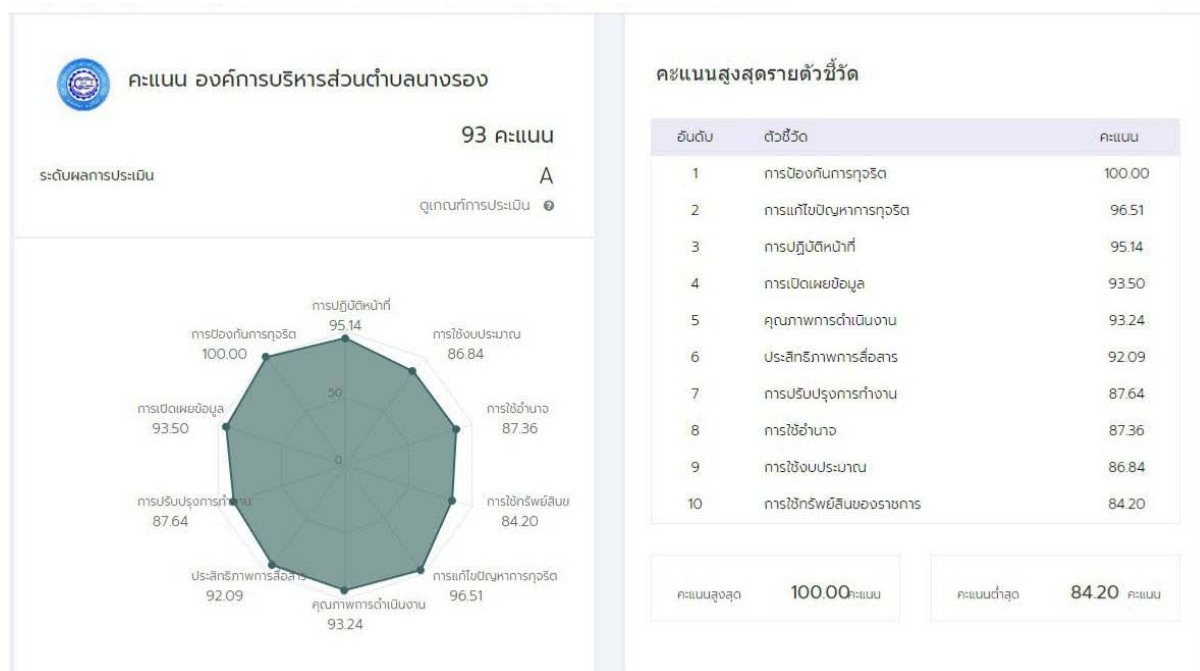 คะแนน องค์การบริหารส่วนตำบลนางรอง
93 คะแนน
ระดับผลการประเมิน
A
ดูเกณฑ์การประเมิน
การปฏิบัติหน้าที่
95.14
การป้องกันการทุจริต
100.00
การใช้งบประมาณ
86.84
50
การเปิดเผยข้อมูล
93.50
การใช้อำนาจ
87.36
0
การปรับปรุงการทำงาน
87.64
การใช้ทรัพย์สินข
84.20
ประสิทธิภาพการสื่อสาร
92.09
การแก้ไขปัญหาการทุจริต
96.51
คุณภาพการดำเนินงาน
93.24
คะแนนสูงสุดรายตัวชี้วัด
อันดับ ตัวชี้วัด คะแนน
1 การป้องกันการทุจริต 100.00
2 การแก้ไขปัญหาการทุจริต 96.51
3 การปฏิบัติหน้าที่ 95.14
4 การเปิดเผยข้อมูล 93.50
5 คุณภาพการดำเนินงาน 93.24
6 ประสิทธิภาพการสื่อสาร 92.09
7 การปรับปรุงการทำงาน 87.64
8 การใช้อำนาจ 87.36
9 การใช้งบประมาณ 86.84
10 การใช้ทรัพย์สินของราชการ 84.20
คะแนนสูงสุด 100.00คะแนน
คะแนนต่ำสุด 84.20 คะแนน